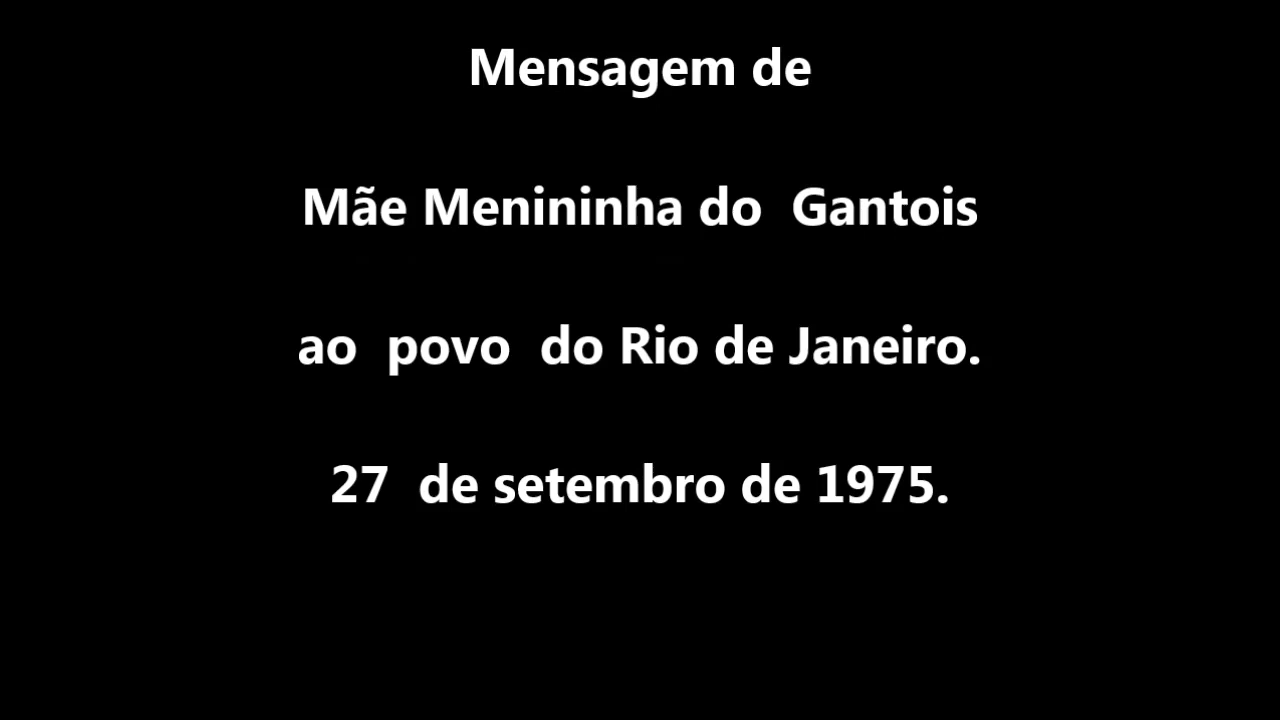 Mensagem de
Mãe Menininha do Gantois
ao povo do Rio de Janeiro.
27 de setembro de 1975.